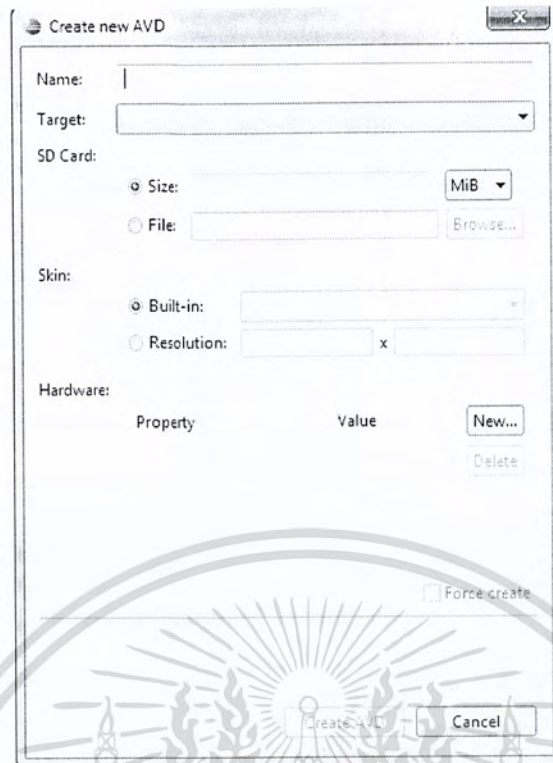 Create new AVD
Name:
Target:
SD Card:
Size: MiB
File: Browse...
Skin:
Built-in:
Resolution: x
Hardware:
Property Value New...
Delete
Force create
Create AVD Cancel